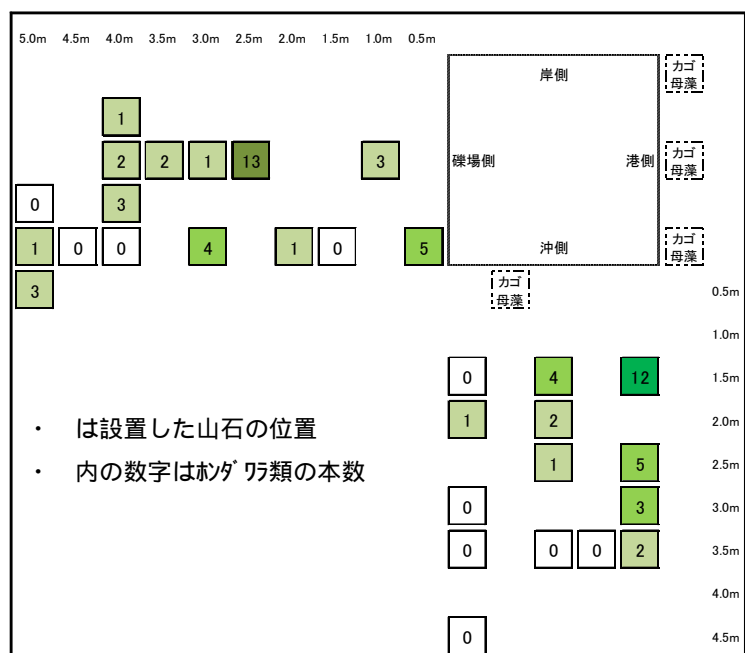 5.0m 4.5m 4.0m 3.5m 3.0m 2.5m 2.0m 1.5m 1.0m 0.5m
岸側
カゴ
母藻
1
2 2 1 13 3
礫場側 港側
カゴ
母藻
0 3
1 0 0 4 1 0 5
沖側
カゴ
母藻
3
カゴ
母藻
0.5m
1.0m
0 4 12 1.5m
・ は設置した山石の位置
1 2 2.0m
・ 内の数字はホンダワラ類の本数
1 5 2.5m
0 3 3.0m
0 0 0 2 3.5m
4.0m
0 4.5m